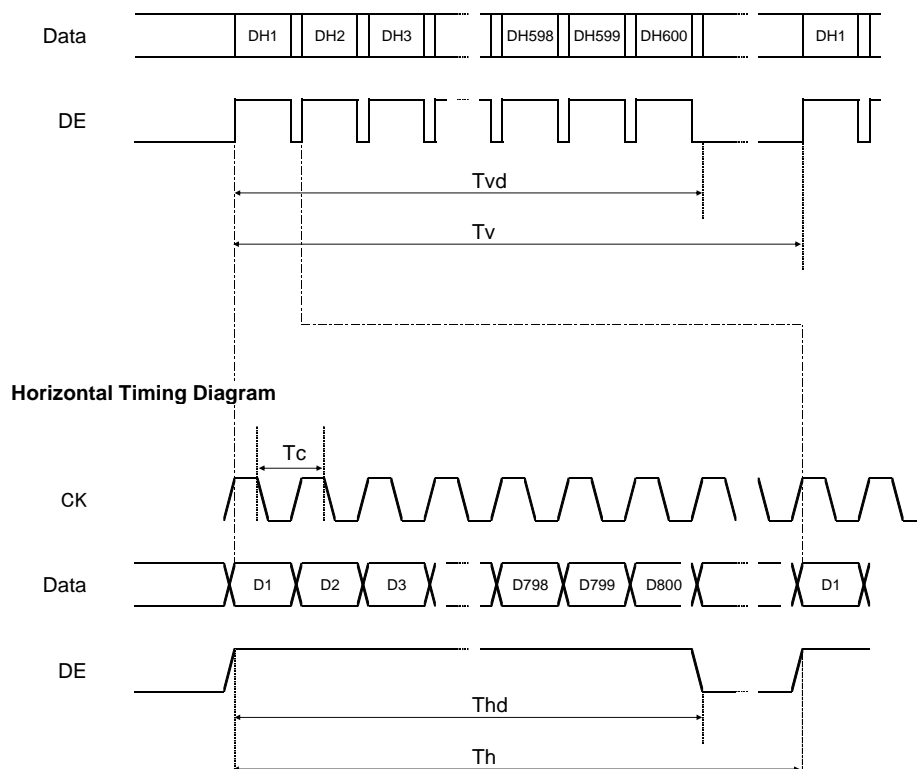 Data DH1 DH2 DH3 DH598 DH599 DH600 DH1
DE
Tvd
Tv
Horizontal Timing Diagram
Tc
CK
Data D1 D2 D3 D798 D799 D800 D1
DE
Thd
Th